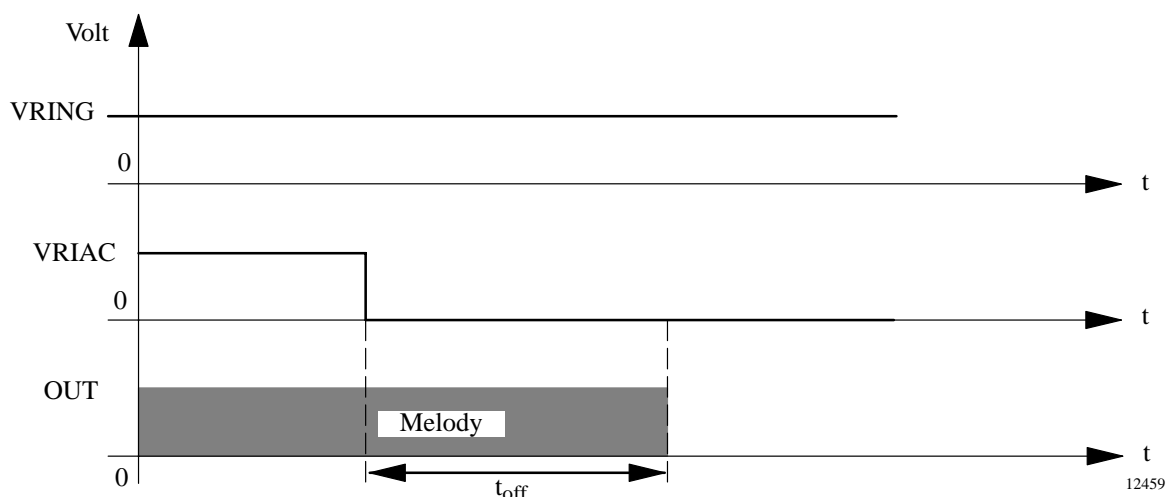 Volt
VRING
0
t
VRIAC
0
t
OUT
Melody
t
0
toff
12459